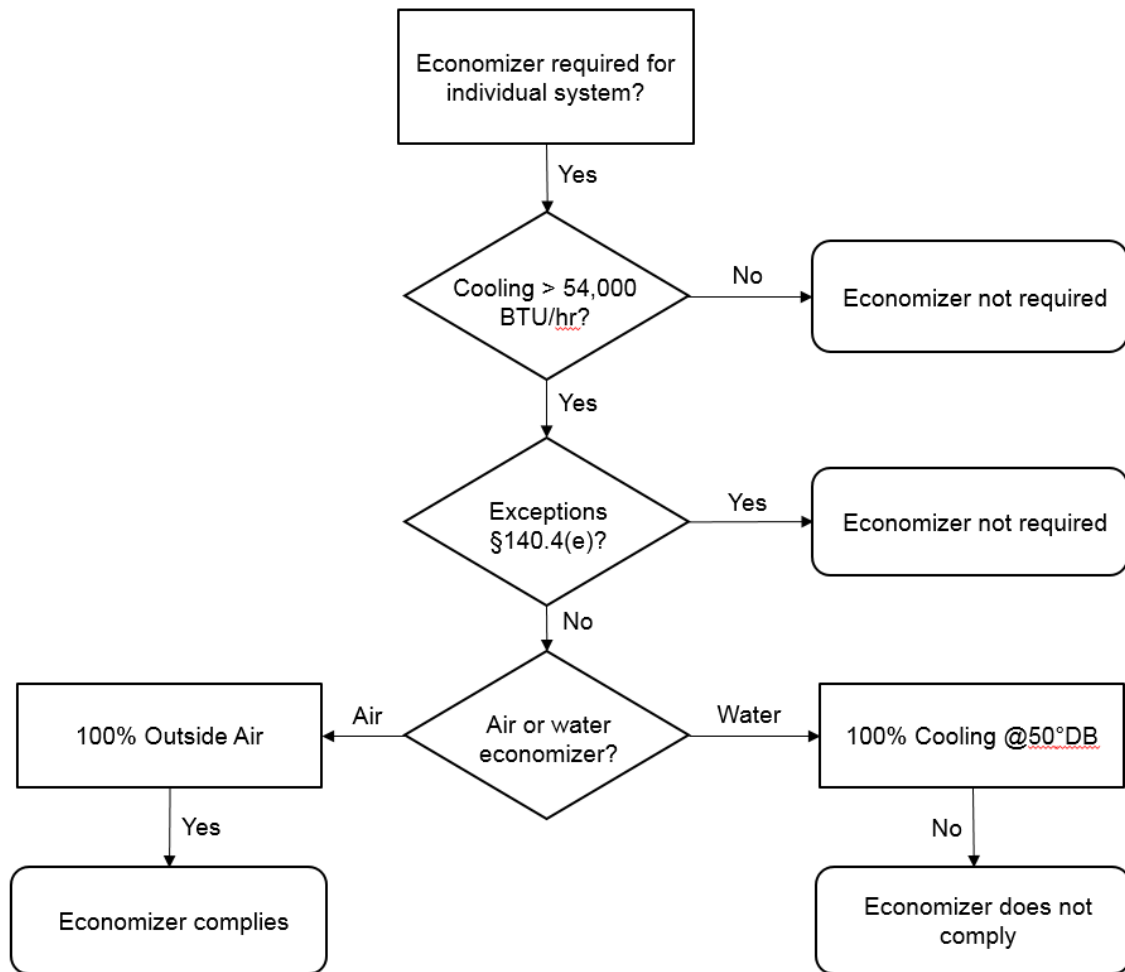 Economizer required for
individual system?
Yes
Cooling > 54,000
BTU/hr?
No
Economizer not required
Yes
Exceptions
§140.4(e)?
Yes
Economizer not required
No
Air or water
economizer?
Air
100% Outside Air
Water
100% Cooling @50°DB
Yes
Economizer complies
No
Economizer does not
comply